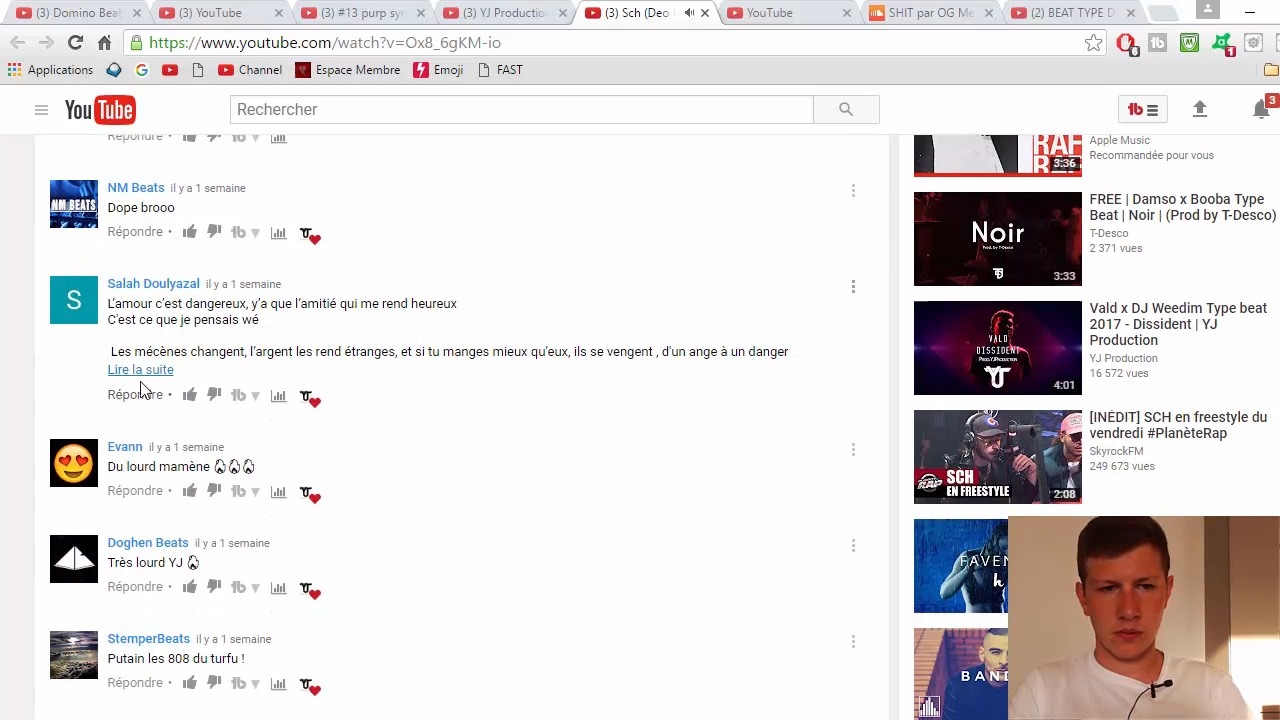 (3) Domino Beat
(3) YouTube
(3) #13 purp syn
(3) YJ Production
(3) Sch (Deo
YouTube
SHIT par OG Me
(2) BEAT TYPE D
https://www.youtube.com/watch?v=Ox8_6gKM-io
6
Applications
Channel
Espace Membre
Emoji
FAST
YouTube
Rechercher
3
Répondre •
NM Beats il y a 1 semaine
Dope brooo
Répondre •
NM BEATS
Salah Doulyazal il y a 1 semaine
S
L'amour c'est dangereux, y'a que l'amitié qui me rend heureux
C'est ce que je pensais wé
Les mécènes changent, l'argent les rend étranges, et si tu manges mieux qu'eux, ils se vengent , d'un ange à un danger
Lire la suite
Répondre •
Evann il y a 1 semaine
Du lourd mamène
Répondre •
Doghen Beats il y a 1 semaine
Très lourd YJ
Répondre •
StemperBeats il y a 1 semaine
Putain les 808 du turfu !
Répondre •
3:36
Apple Music
Recommandée pour vous
Noir
3:33
FREE | Damso x Booba Type
Beat | Noir | (Prod by T-Desco)
T-Desco
2 371 vues
VALD
DISSIDENT
4:01
Vald x DJ Weedim Type beat
2017 - Dissident | YJ
Production
YJ Production
16 572 vues
SCH
EN FREESTYLE
2:08
[INÉDIT] SCH en freestyle du
vendredi #PlanèteRap
SkyrockFM
249 673 vues
FAVEN
h
BAND